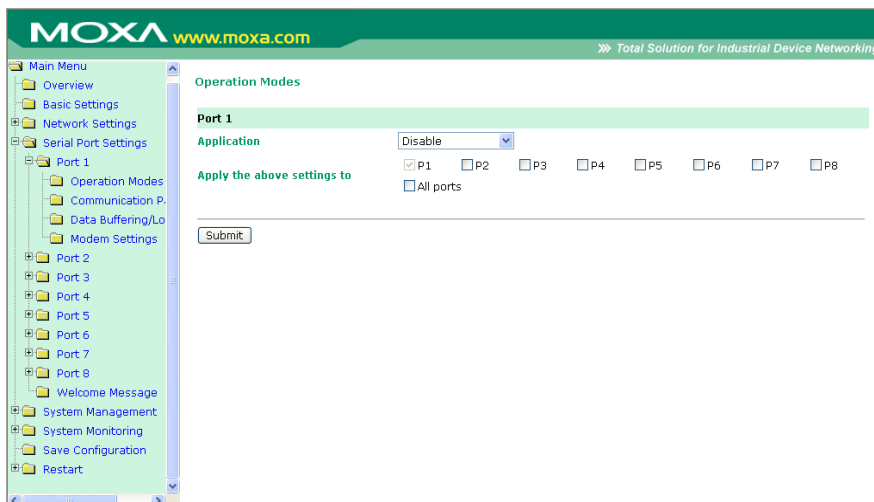 MOXA www.moxa.com
Total Solution for Industrial Device Networking
Main Menu
Overview
Basic Settings
Network Settings
Serial Port Settings
Port 1
Operation Modes
Communication P
Data Buffering/Lo
Modem Settings
Port 2
Port 3
Port 4
Port 5
Port 6
Port 7
Port 8
Welcome Message
System Management
System Monitoring
Save Configuration
Restart
Operation Modes
Port 1
Application Disable
Apply the above settings to
P1 P2 P3 P4 P5 P6 P7 P8
All ports
Submit